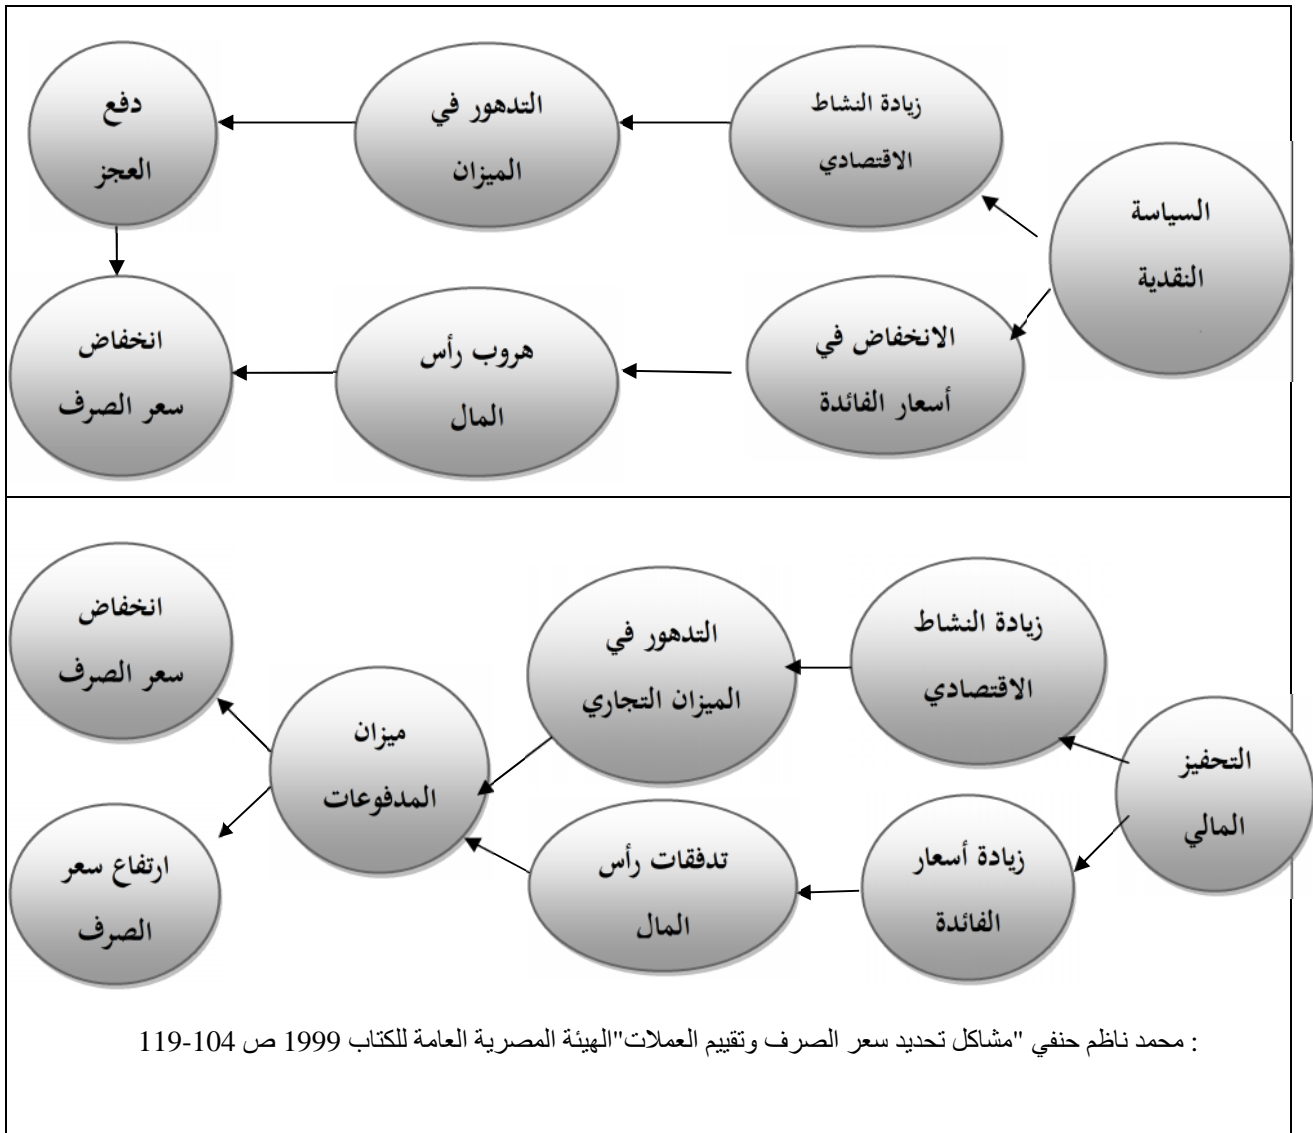 السياسة
النقدية
زيادة النشاط
الاقتصادي
التدهور في
الميزان
دفع
العجز
الانخفاض في
أسعار الفائدة
هروب رأس
المال
انخفاض
سعر الصرف
التحفيز
المالي
زيادة النشاط
الاقتصادي
التدهور في
الميزان التجاري
زيادة أسعار
الفائدة
تدفقات رأس
المال
ميزان
المدفوعات
انخفاض
سعر الصرف
ارتفاع سعر
الصرف
: محمد ناظم حنفي "مشاكل تحديد سعر الصرف وتقييم العملات"الهيئة المصرية العامة للكتاب 1999 ص 104-119